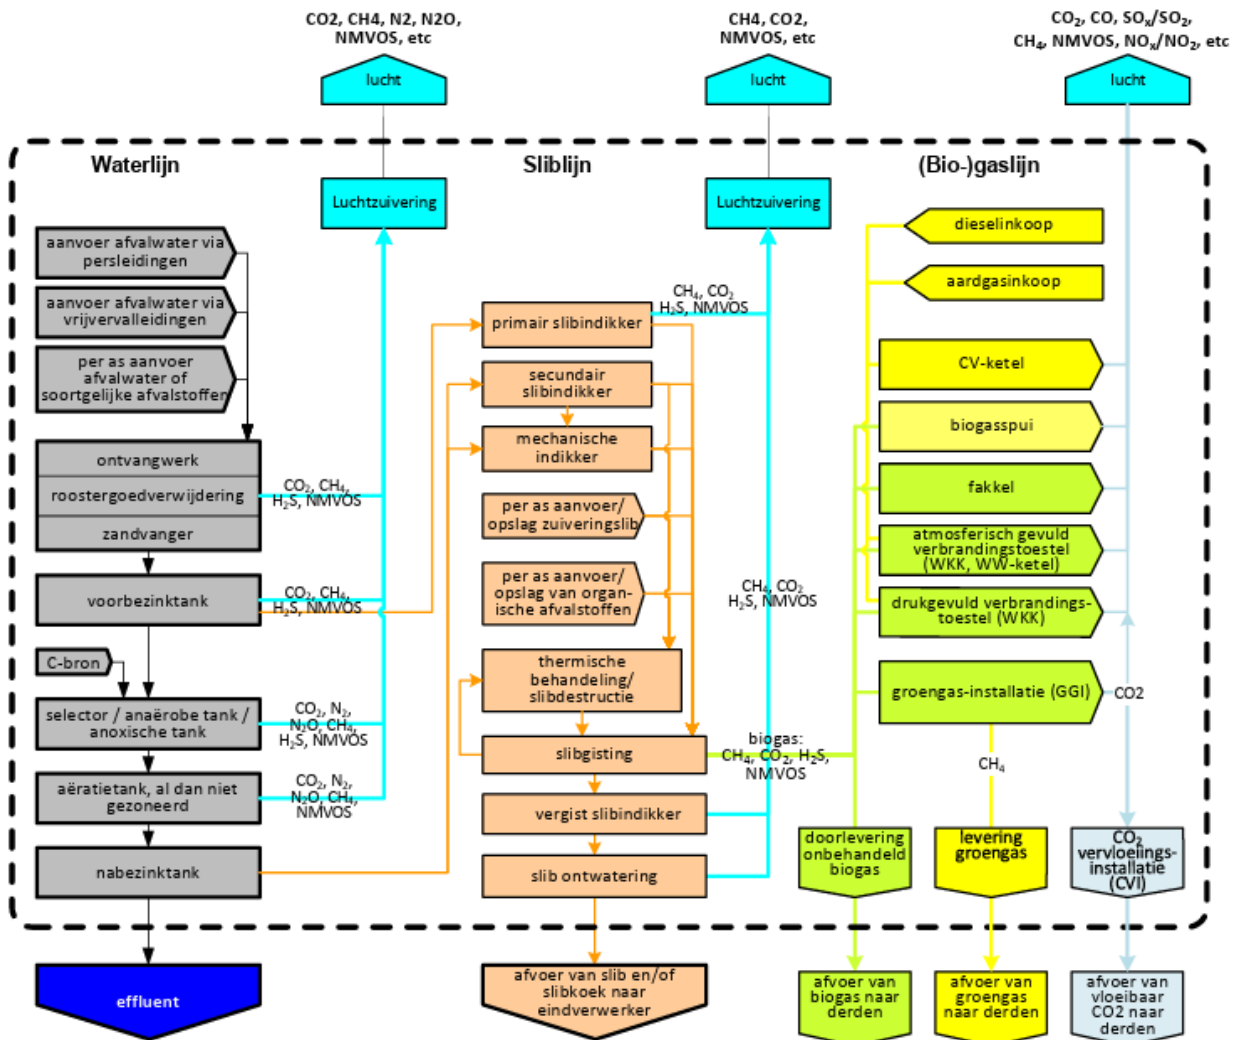 CO2, CH4, N2, N2O,
NMVOS, etc
lucht
CH4, CO2,
NMVOS, etc
lucht
CO₂, CO, SOₓ/SO₂,
CH₄, NMVOS, NOₓ/NO₂, etc
lucht
Waterlijn
Luchtzuivering
aanvoer afvalwater via
persleidingen
aanvoer afvalwater via
vrijvervalleidingen
per as aanvoer
afvalwater of
soortgelijke afvalstoffen
ontvangwerk
roostergoedverwijdering
zandvanger
CO₂, CH₄,
H₂S, NMVOS
voorbezinktank
CO₂, CH₄,
H₂S, NMVOS
C-bron
selector / anaërobe tank /
anoxische tank
CO₂, N₂,
N₂O, CH₄,
H₂S, NMVOS
aëratietank, al dan niet
gezoneerd
CO₂, N₂,
N₂O, CH₄,
NMVOS
nabezinktank
effluent
Sliblijn
Luchtzuivering
primair slibindikker
CH₄, CO₂
H₂S, NMVOS
secundair
slibindikker
mechanische
indikker
per as aanvoer/
opslag zuiveringslib
per as aanvoer/
opslag van organ-
ische afvalstoffen
CH₄, CO₂
H₂S, NMVOS
thermische
behandeling/
slibdestructie
slibgisting
biogas:
CH₄, CO₂, H₂S,
NMVOS
vergist slibindikker
slib ontwatering
afvoer van slib en/of
slibkoek naar
eindverwerker
(Bio-)gaslijn
dieselinkoop
aardgasinkoop
CV-ketel
biogasspui
fakkel
atmosferisch gevuld
verbrandingstoestel
(WKK, WW-ketel)
drukgevuld verbrandings-
toestel (WKK)
groengas-installatie (GGI)
CO2
CH₄
doorlevering
onbehandeld
biogas
levering
groengas
CO₂
vervloeiings-
installatie
(CVI)
afvoer van
biogas naar
derden
afvoer van
groengas
naar derden
afvoer van
vloeibaar
CO2 naar
derden